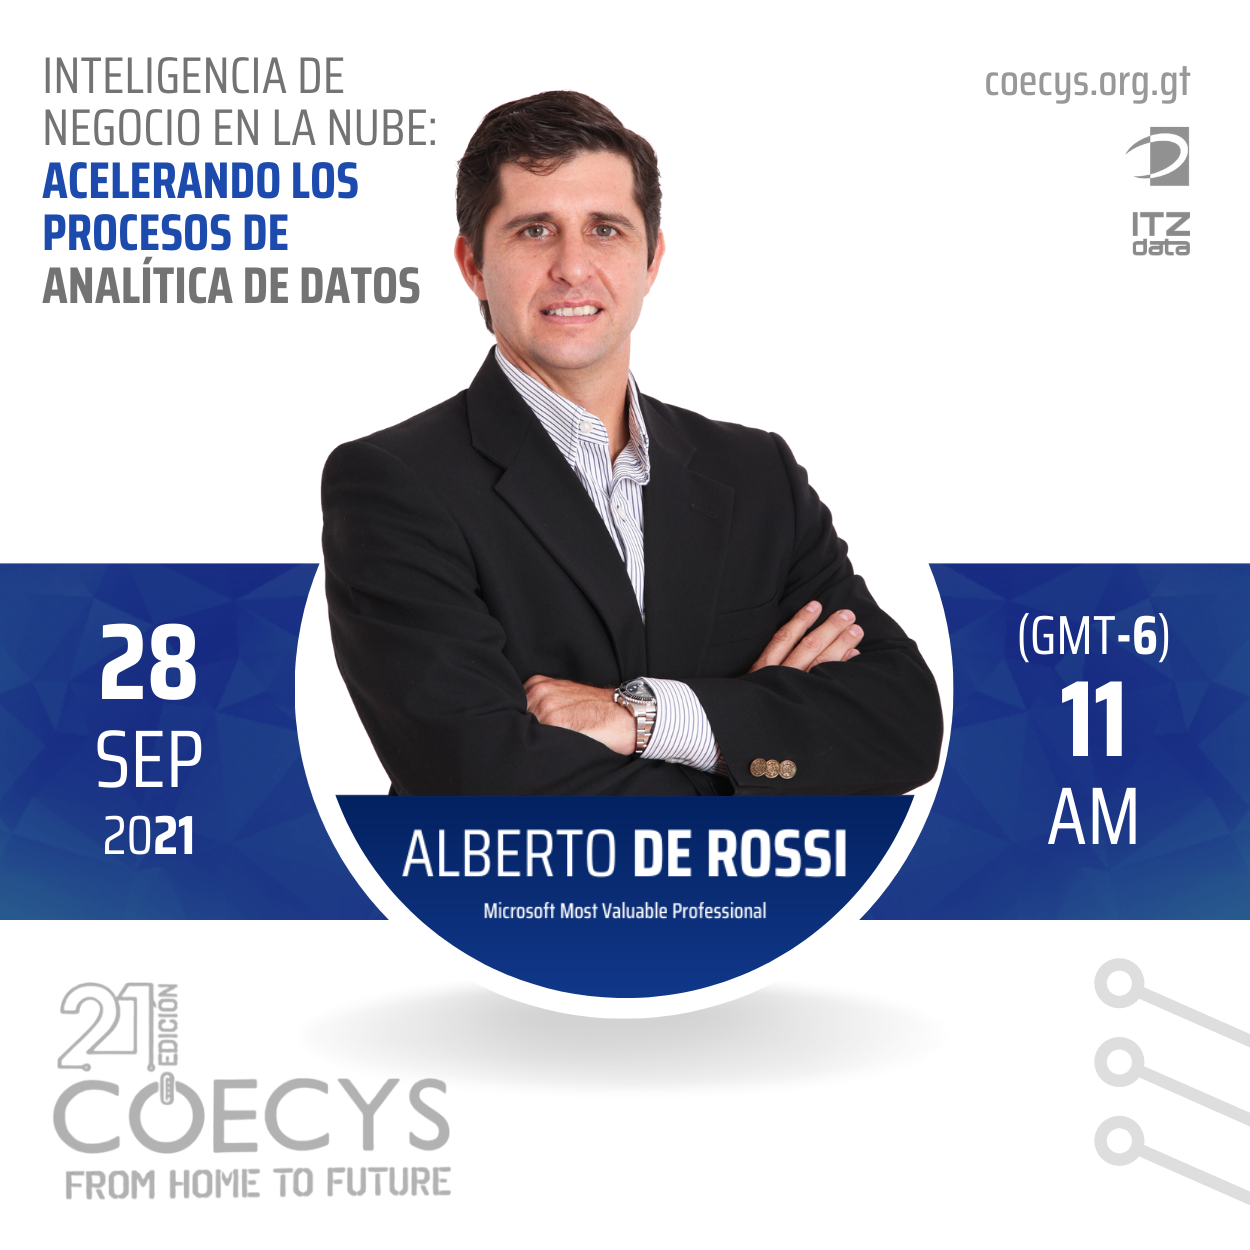 INTELIGENCIA DE
NEGOCIO EN LA NUBE:
ACELERANDO LOS
PROCESOS DE
ANALÍTICA DE DATOS
coecys.org.gt
ITZ
data
28
SEP
2021
(GMT-6)
11
AM
ALBERTO DE ROSSI
Microsoft Most Valuable Professional
21 EDICIÓN
COECYS
FROM HOME TO FUTURE